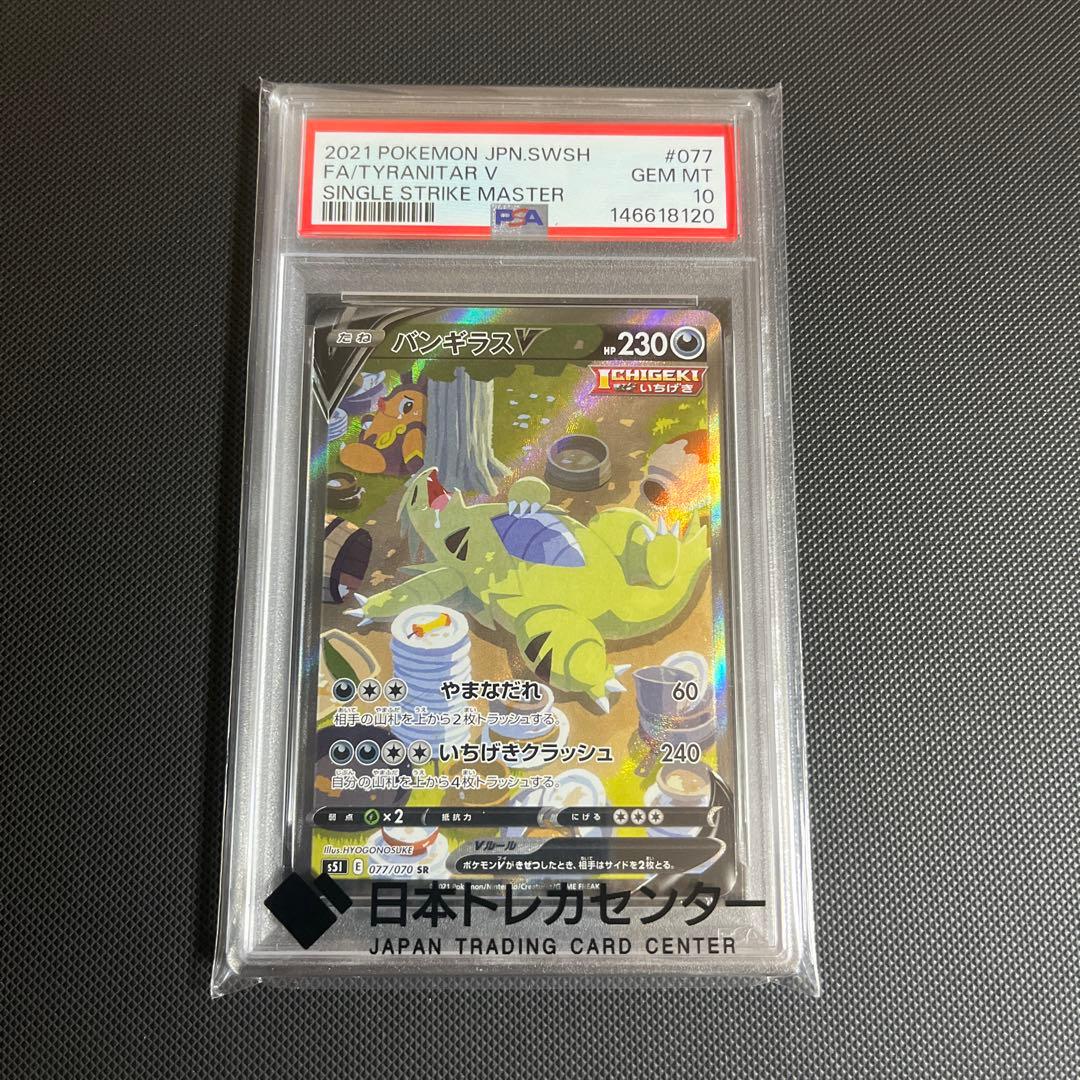 2021 POKEMON JPN.SWSH #077
FA/TYRANITAR V GEM MT
SINGLE STRIKE MASTER 10
PSA 146618120
たね バンギラスV HP 230
ICHIGEKI
いちげき
やまなだれ 60
相手の山札を上から2枚トラッシュする。
いちげきクラッシュ 240
自分の山札を上から4枚トラッシュする。
弱点 ×2 抵抗力 にげる
Illus.HYOGONOSUKE
Vルール
s5I E 077/070 SR
ポケモンVがきぜつしたとき、相手はサイドを2枚とる。
©2021 Pokémon/Nintendo/Creatures/GAME FREAK
日本トレカセンター
JAPAN TRADING CARD CENTER